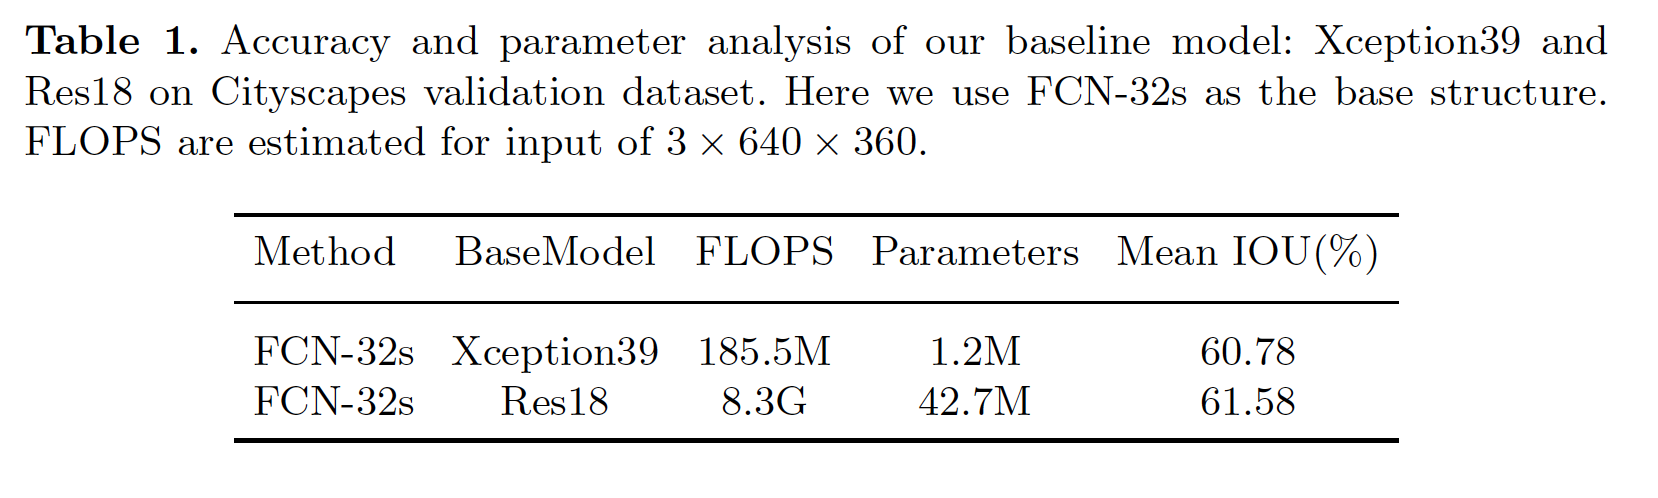 Table 1. Accuracy and parameter analysis of our baseline model: Xception39 and
Res18 on Cityscapes validation dataset. Here we use FCN-32s as the base structure.
FLOPS are estimated for input of 3 × 640 × 360.
Method BaseModel FLOPS Parameters Mean IOU(%)
FCN-32s Xception39 185.5M 1.2M 60.78
FCN-32s Res18 8.3G 42.7M 61.58